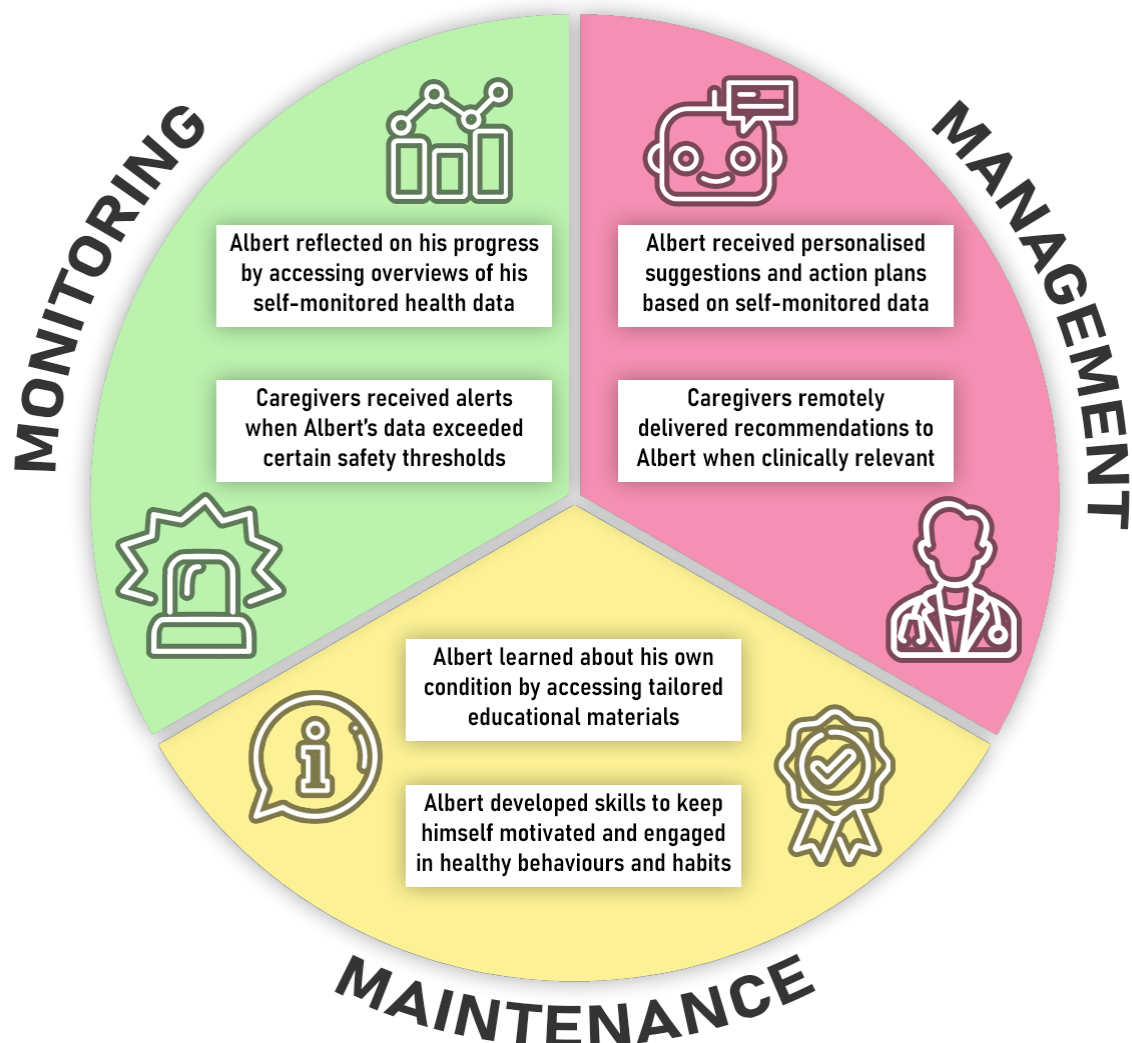 MONITORING
Albert reflected on his progress
by accessing overviews of his
self-monitored health data
Caregivers received alerts
when Albert's data exceeded
certain safety thresholds
MANAGEMENT
Albert received personalised
suggestions and action plans
based on self-monitored data
Caregivers remotely
delivered recommendations to
Albert when clinically relevant
Albert learned about his own
condition by accessing tailored
educational materials
Albert developed skills to keep
himself motivated and engaged
in healthy behaviours and habits
MAINTENANCE